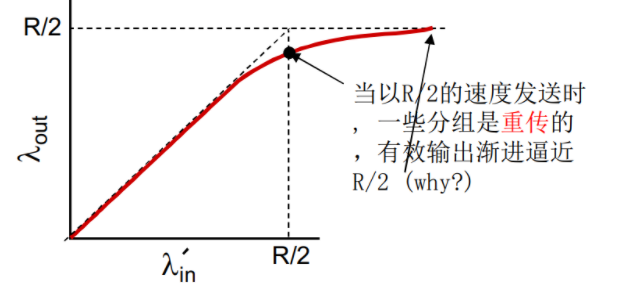 R/2
λout
λ′in
R/2
当以R/2的速度发送时
，一些分组是重传的
，有效输出渐进逼近
R/2 (why?)